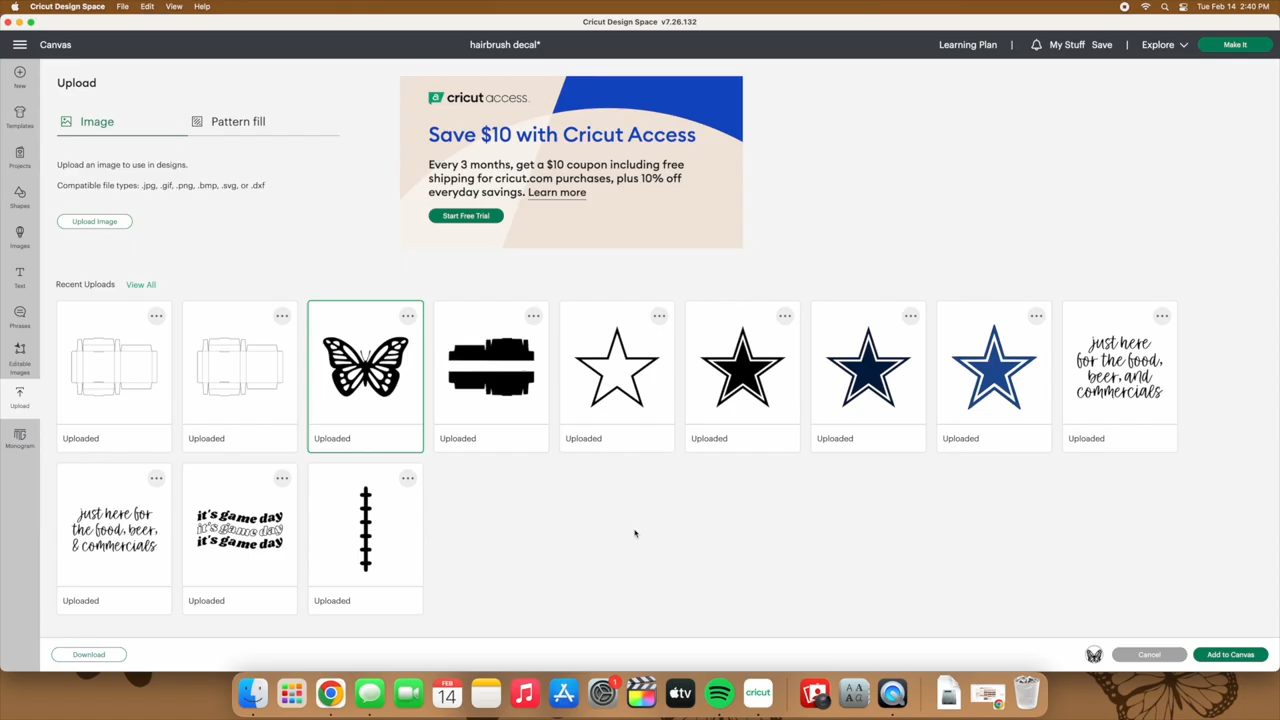 Cricut Design Space File Edit View Help
Tue Feb 14 2:40 PM
Cricut Design Space v7.26.132
Canvas
hairbrush decal*
Learning Plan | My Stuff Save | Explore Make It
New
Templates
Projects
Shapes
Images
Text
Phrases
Editable
Images
Upload
Monogram
Upload
Image
Pattern fill
Upload an image to use in designs.
Compatible file types: .jpg, .gif, .png, .bmp, .svg, or .dxf
Upload Image
cricut access.
Save $10 with Cricut Access
Every 3 months, get a $10 coupon including free
shipping for cricut.com purchases, plus 10% off
everyday savings. Learn more
Start Free Trial
Recent Uploads View All
just here
for the food,
beer, and
commercials
Uploaded Uploaded Uploaded Uploaded Uploaded Uploaded Uploaded Uploaded Uploaded
just here for
the food, beer,
& commercials
it's game day
it's game day
it's game day
Uploaded Uploaded Uploaded
Download
Cancel
Add to Canvas
FEB
14
1
tv
cricut
A A
A G